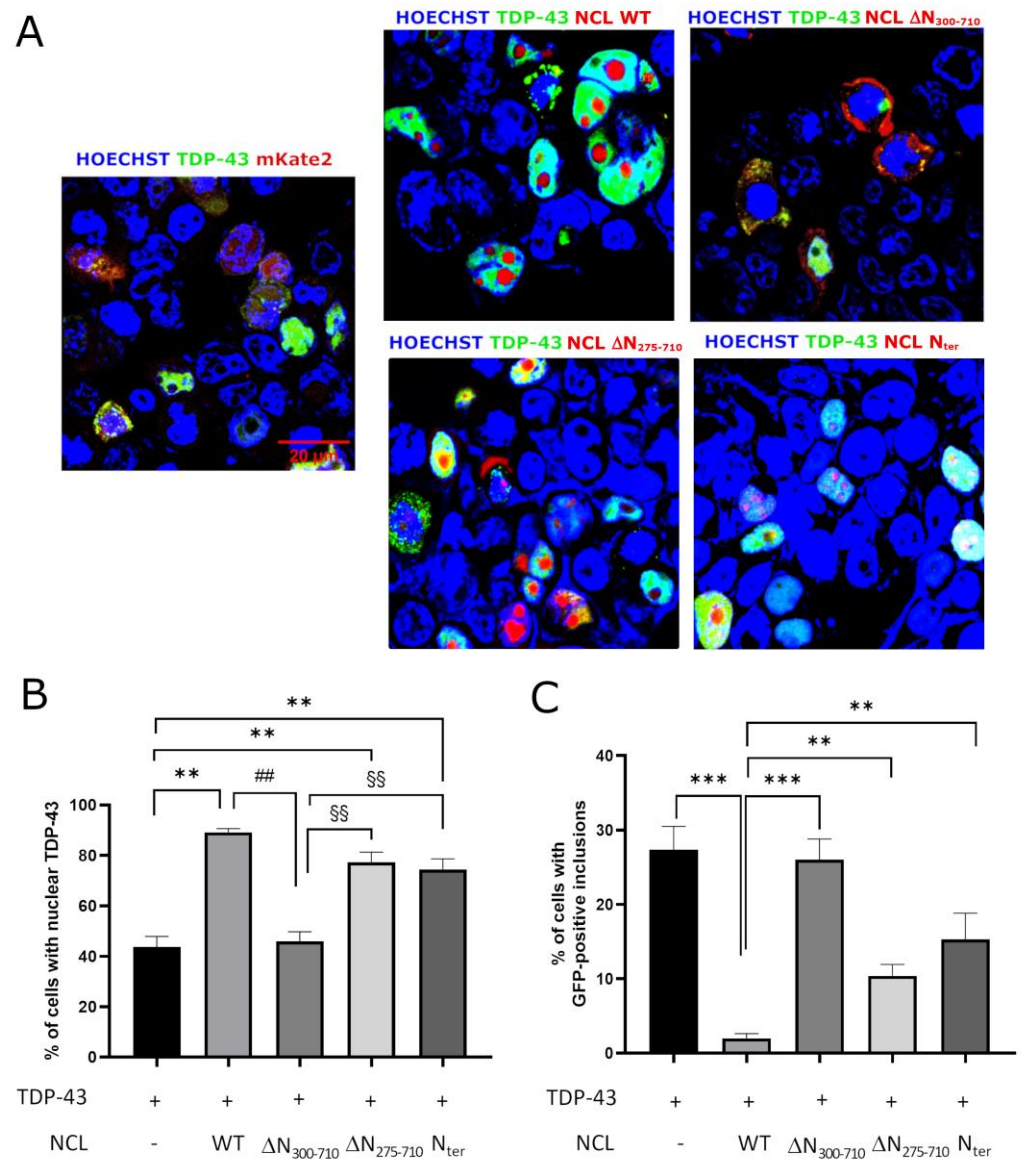 A
HOECHST TDP-43 mKate2
20 µm
HOECHST TDP-43 NCL WT
HOECHST TDP-43 NCL ΔN300-710
HOECHST TDP-43 NCL ΔN275-710
HOECHST TDP-43 NCL Nter
B
% of cells with nuclear TDP-43
100
80
60
40
20
0
**
**
**
##
§§
§§
TDP-43 + + + + +
NCL - WT ΔN300-710 ΔN275-710 Nter
C
% of cells with
GFP-positive inclusions
40
30
20
10
0
**
**
*** ***
TDP-43 + + + + +
NCL - WT ΔN300-710 ΔN275-710 Nter